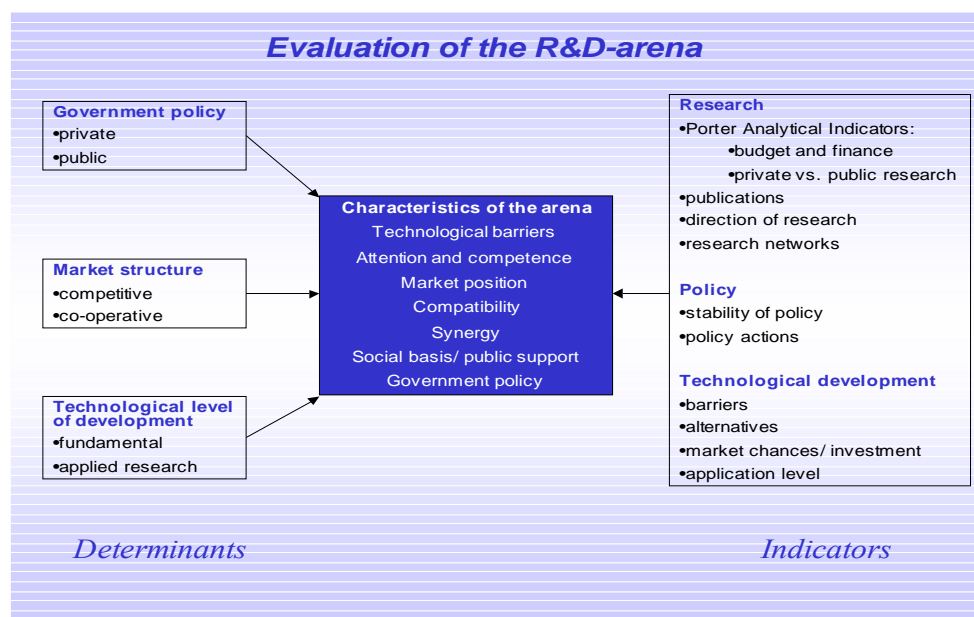 Evaluation of the R&D-arena
Government policy
•private
•public
Market structure
•competitive
•co-operative
Technological level
of development
•fundamental
•applied research
Characteristics of the arena
Technological barriers
Attention and competence
Market position
Compatibility
Synergy
Social basis/ public support
Government policy
Research
•Porter Analytical Indicators:
•budget and finance
•private vs. public research
•publications
•direction of research
•research networks
Policy
•stability of policy
•policy actions
Technological development
•barriers
•alternatives
•market chances/ investment
•application level
Determinants
Indicators